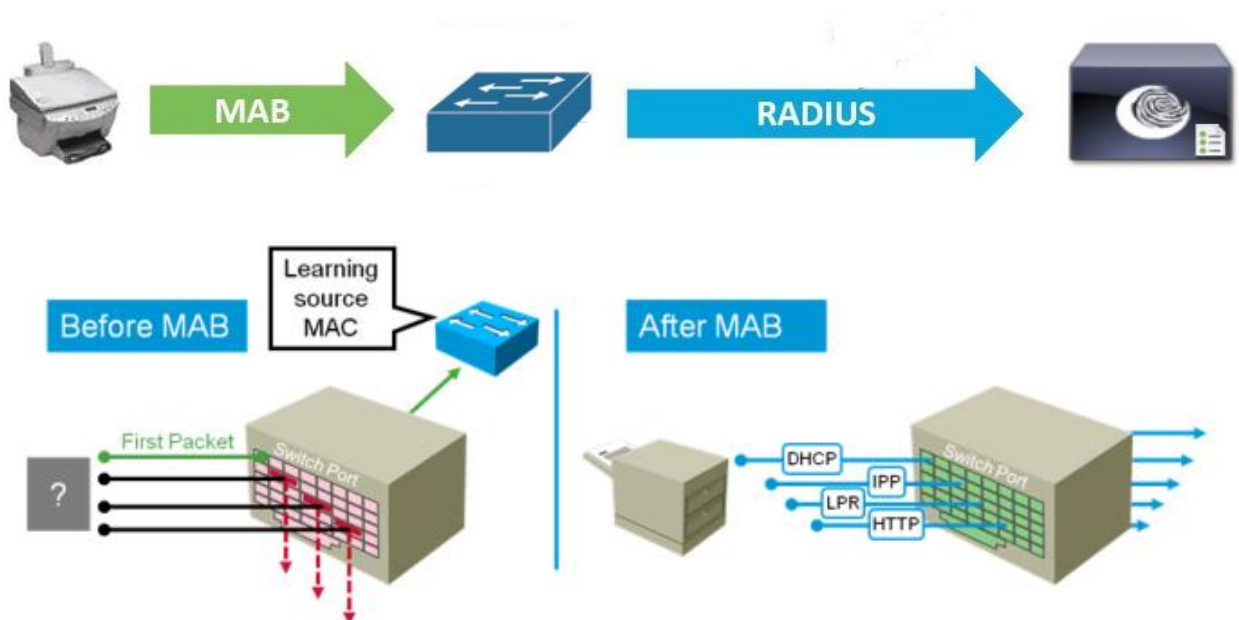 MAB
RADIUS
Learning
source
MAC
Before MAB
After MAB
First Packet
Switch Port
?
DHCP
Switch Port
IPP
LPR
HTTP